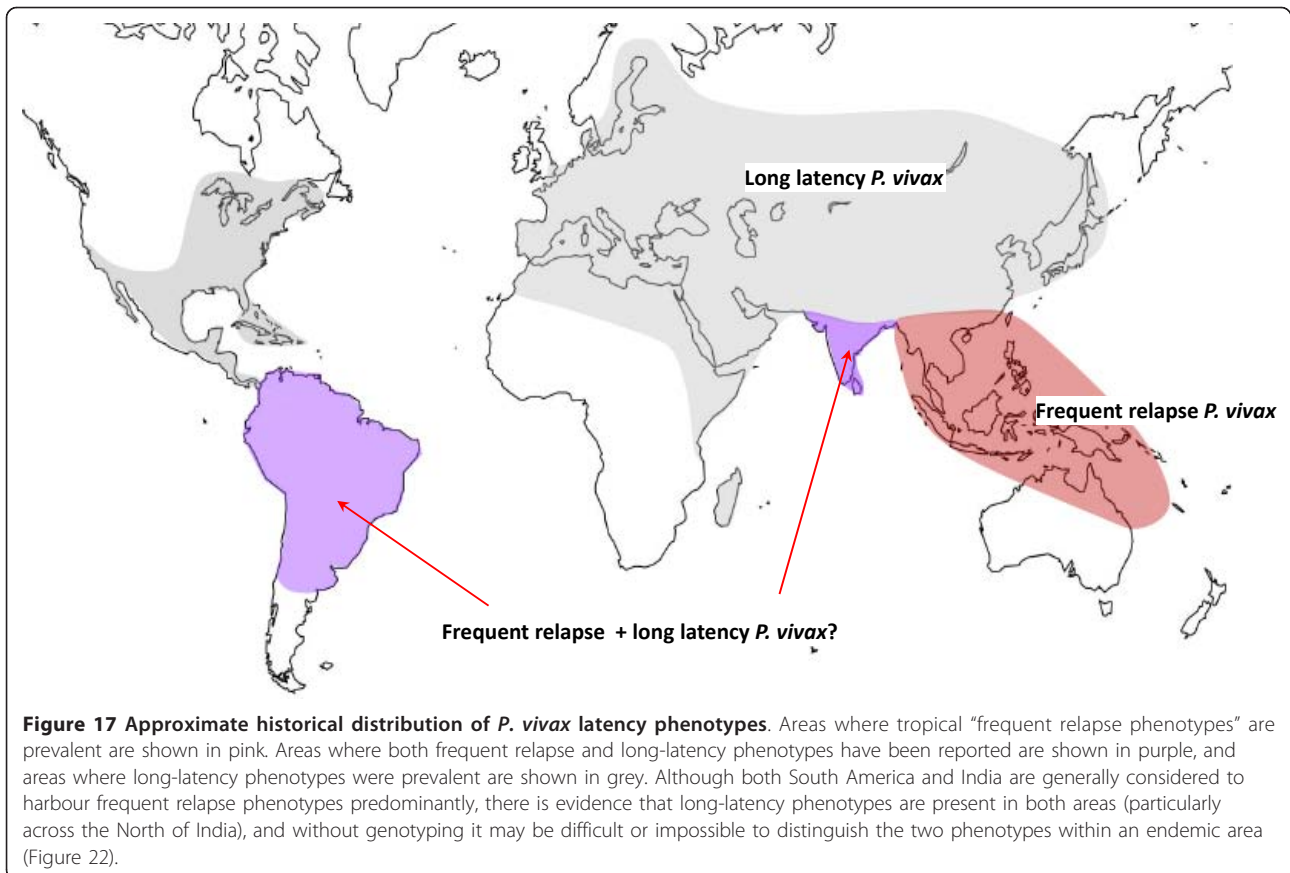 Long latency P. vivax
Frequent relapse P. vivax
Frequent relapse + long latency P. vivax?
Figure 17 Approximate historical distribution of P. vivax latency phenotypes. Areas where tropical “frequent relapse phenotypes” are
prevalent are shown in pink. Areas where both frequent relapse and long-latency phenotypes have been reported are shown in purple, and
areas where long-latency phenotypes were prevalent are shown in grey. Although both South America and India are generally considered to
harbour frequent relapse phenotypes predominantly, there is evidence that long-latency phenotypes are present in both areas (particularly
across the North of India), and without genotyping it may be difficult or impossible to distinguish the two phenotypes within an endemic area
(Figure 22).